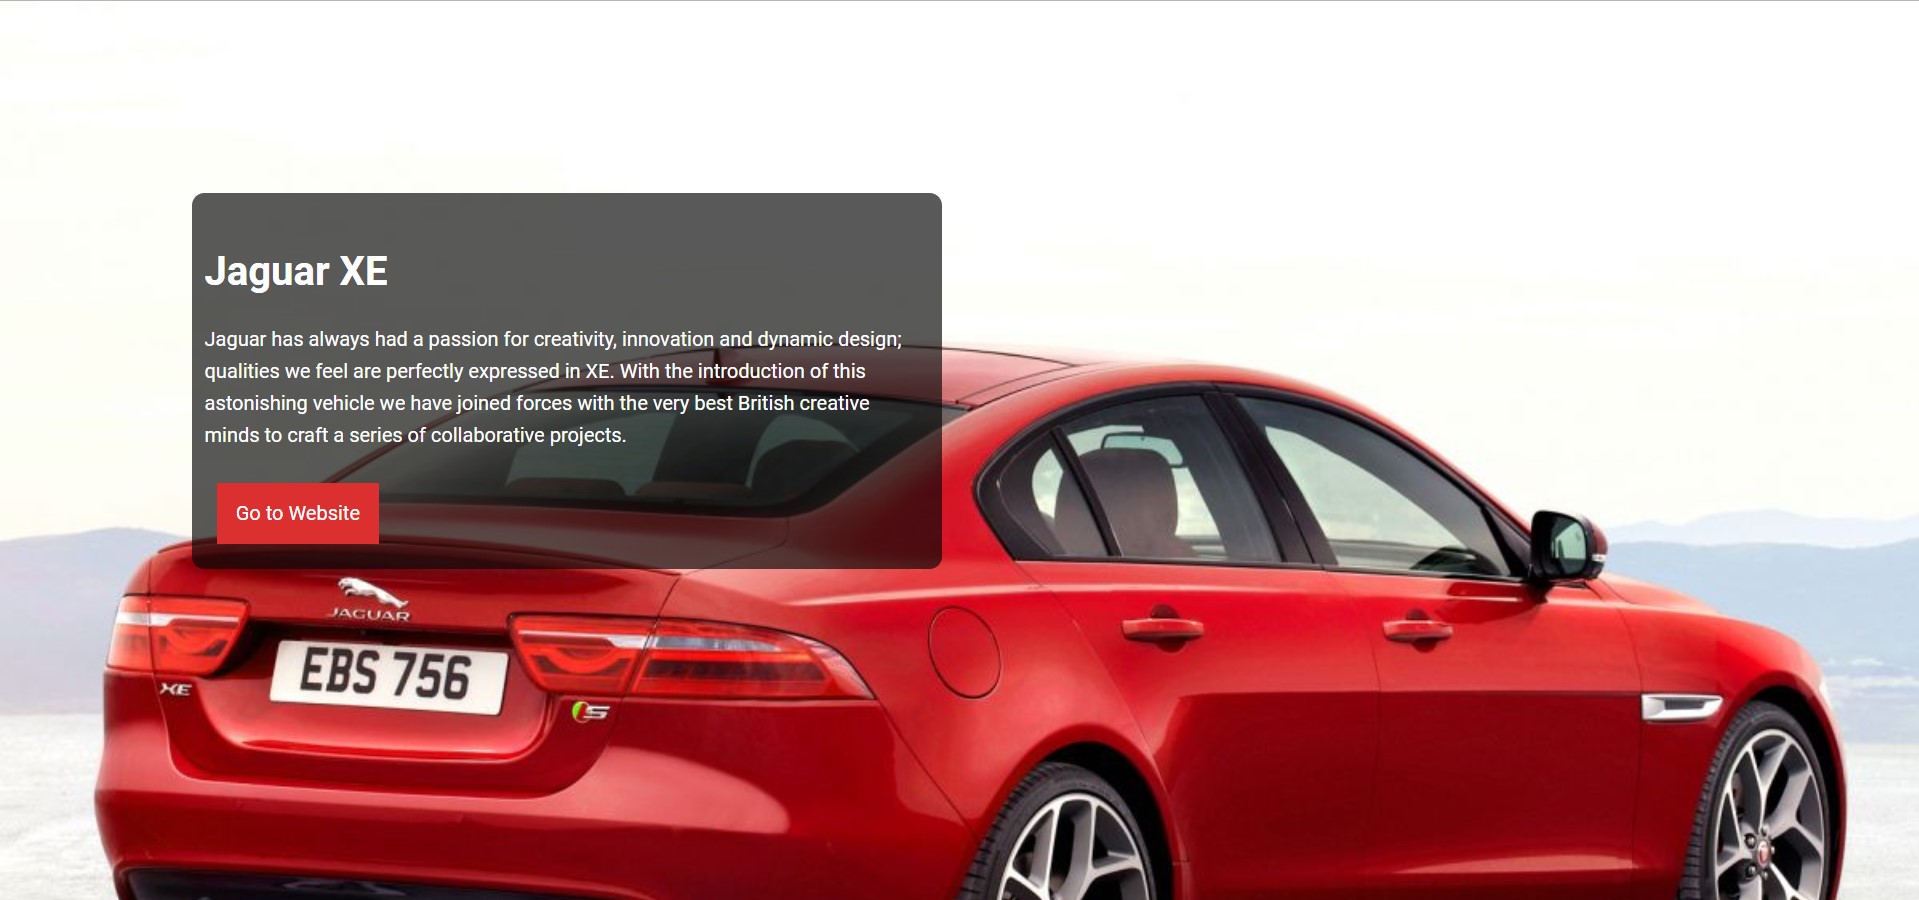 Jaguar XE
Jaguar has always had a passion for creativity, innovation and dynamic design;
qualities we feel are perfectly expressed in XE. With the introduction of this
astonishing vehicle we have joined forces with the very best British creative
minds to craft a series of collaborative projects.
Go to Website
JAGUAR
EBS 756
XE
S